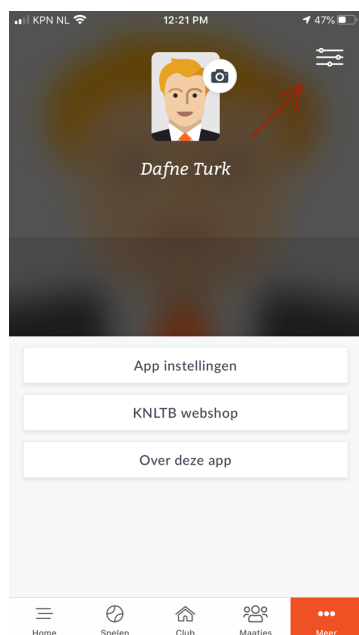 KPN NL 12:21 PM 47%
Dafne Turk
App instellingen
KNLTB webshop
Over deze app
Home Spelen Club Maatjes Meer